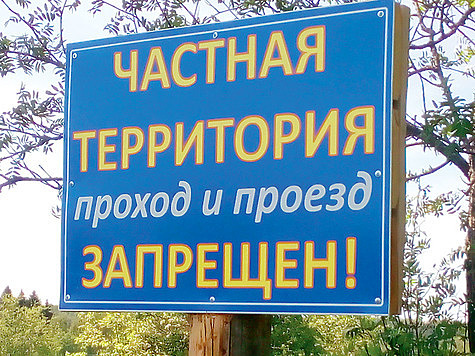 ЧАСТНАЯ
ТЕРРИТОРИЯ!
проход и проезд
ЗАПРЕЩЕН!